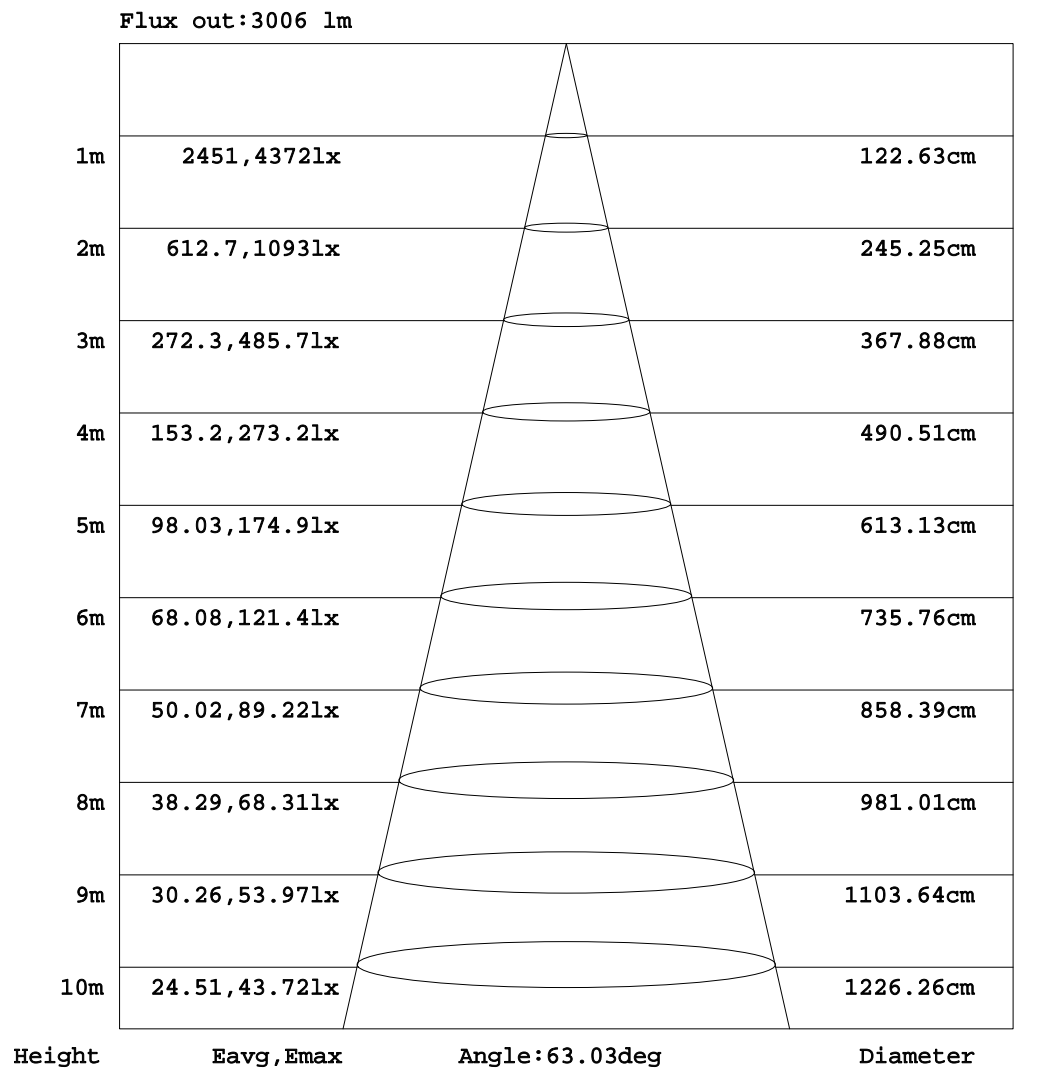 Flux out:3006 lm
1m 2451,4372lx 122.63cm
2m 612.7,1093lx 245.25cm
3m 272.3,485.7lx 367.88cm
4m 153.2,273.2lx 490.51cm
5m 98.03,174.9lx 613.13cm
6m 68.08,121.4lx 735.76cm
7m 50.02,89.22lx 858.39cm
8m 38.29,68.31lx 981.01cm
9m 30.26,53.97lx 1103.64cm
10m 24.51,43.72lx 1226.26cm
Height Eavg,Emax Angle:63.03deg Diameter